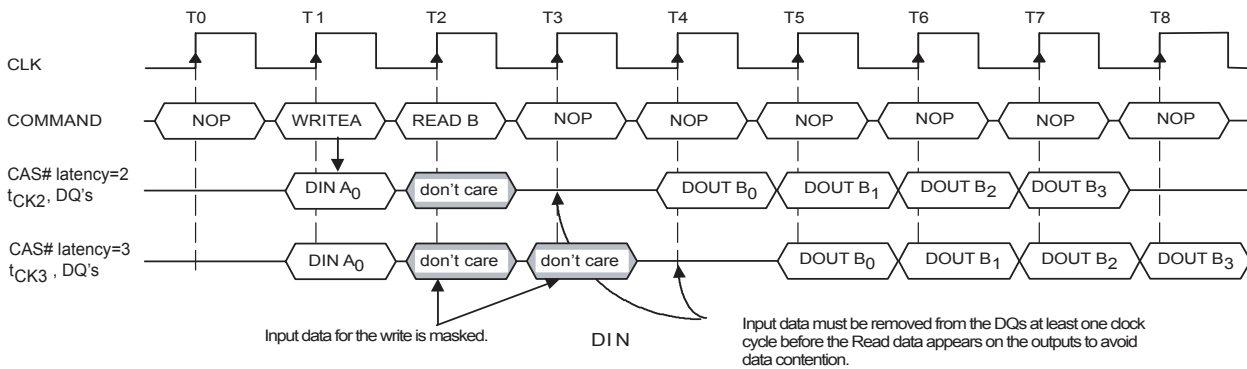 T0 T1 T2 T3 T4 T5 T6 T7 T8
CLK
COMMAND NOP WRITEA READ B NOP NOP NOP NOP NOP NOP
CAS# latency=2
tCK2, DQ's DIN A0 don't care DOUT B0 DOUT B1 DOUT B2 DOUT B3
CAS# latency=3
tCK3 , DQ's DIN A0 don't care don't care DOUT B0 DOUT B1 DOUT B2 DOUT B3
Input data for the write is masked.
DIN
Input data must be removed from the DQs at least one clock
cycle before the Read data appears on the outputs to avoid
data contention.